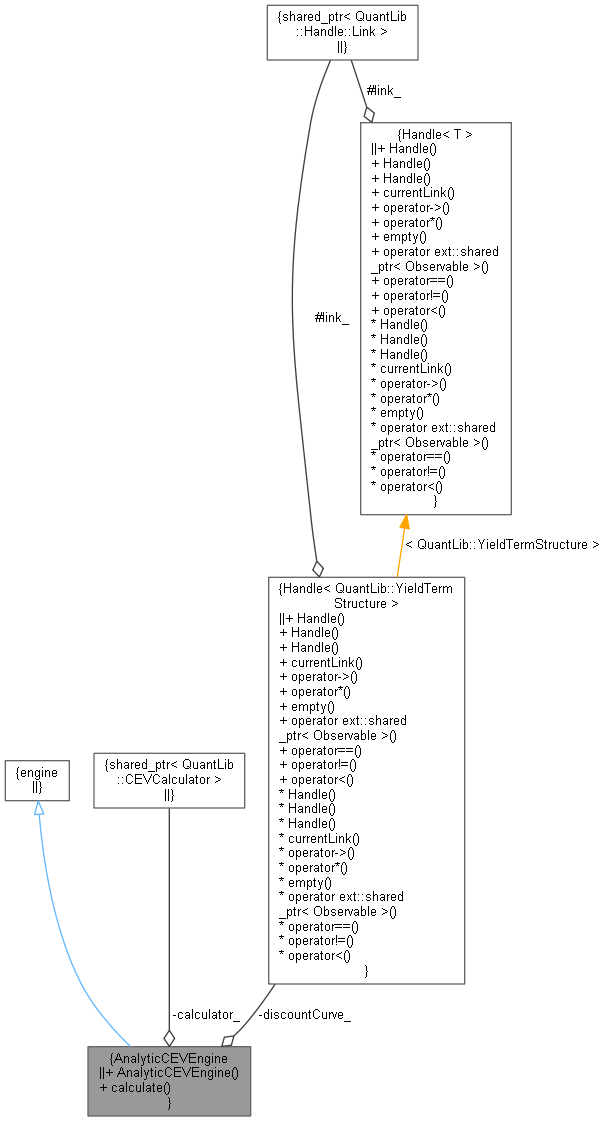 {shared_ptr< QuantLib
::Handle::Link >
||}
#link_
{Handle< T >
||+ Handle()
+ Handle()
+ Handle()
+ currentLink()
+ operator->()
+ operator*()
+ empty()
+ operator ext::shared
_ptr< Observable >()
+ operator==()
+ operator!=()
+ operator<()
* Handle()
* Handle()
* Handle()
* currentLink()
* operator->()
* operator*()
* empty()
* operator ext::shared
_ptr< Observable >()
* operator==()
* operator!=()
* operator<()
}
#link_
< QuantLib::YieldTermStructure >
{Handle< QuantLib::YieldTerm
Structure >
||+ Handle()
+ Handle()
+ Handle()
+ currentLink()
+ operator->()
+ operator*()
+ empty()
+ operator ext::shared
_ptr< Observable >()
+ operator==()
+ operator!=()
+ operator<()
* Handle()
* Handle()
* Handle()
* currentLink()
* operator->()
* operator*()
* empty()
* operator ext::shared
_ptr< Observable >()
* operator==()
* operator!=()
* operator<()
}
{engine
||}
{shared_ptr< QuantLib
::CEVCalculator >
||}
-calculator_
-discountCurve_
{AnalyticCEVEngine
||+ AnalyticCEVEngine()
+ calculate()
}